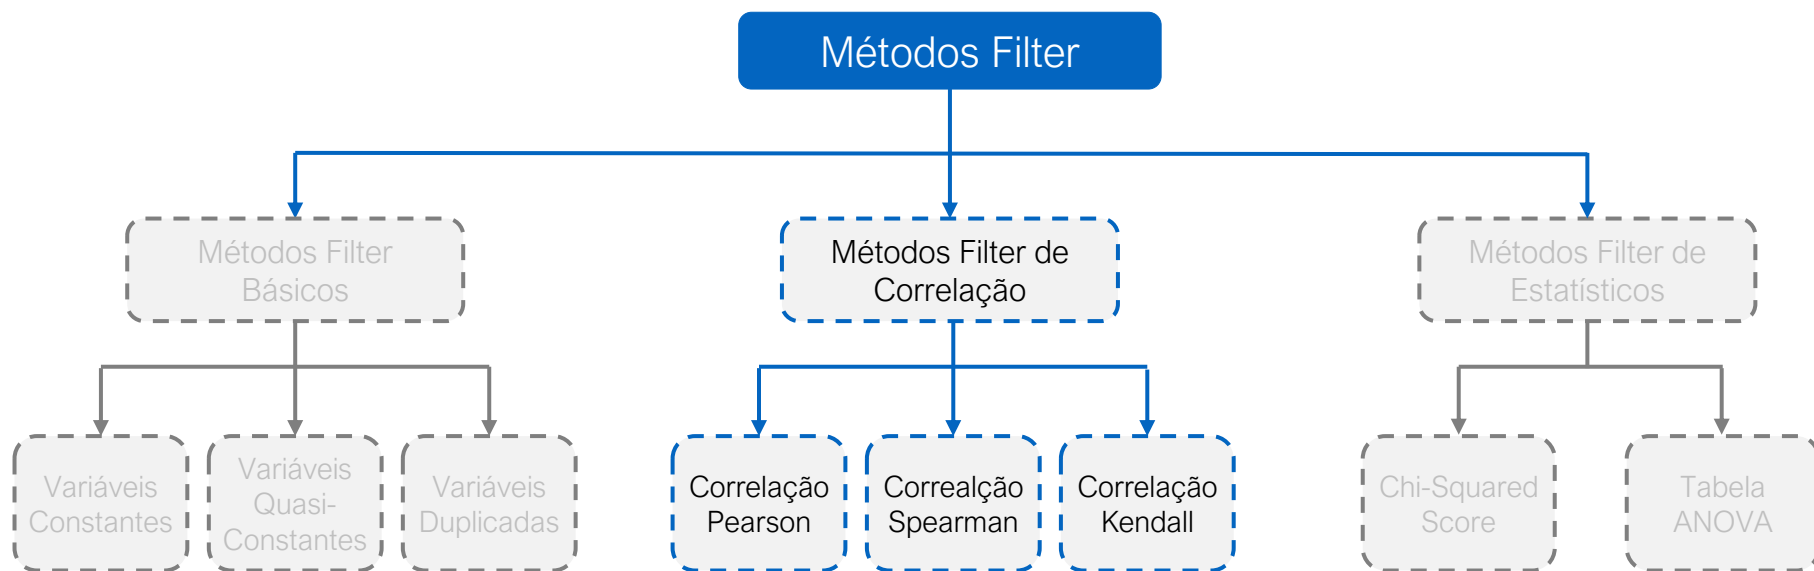 Métodos Filter
Métodos Filter
Básicos
Métodos Filter de
Correlação
Métodos Filter de
Estatísticos
Variáveis
Constantes
Variáveis
Quasi-
Constantes
Variáveis
Duplicadas
Correlação
Pearson
Correalção
Spearman
Correlação
Kendall
Chi-Squared
Score
Tabela
ANOVA